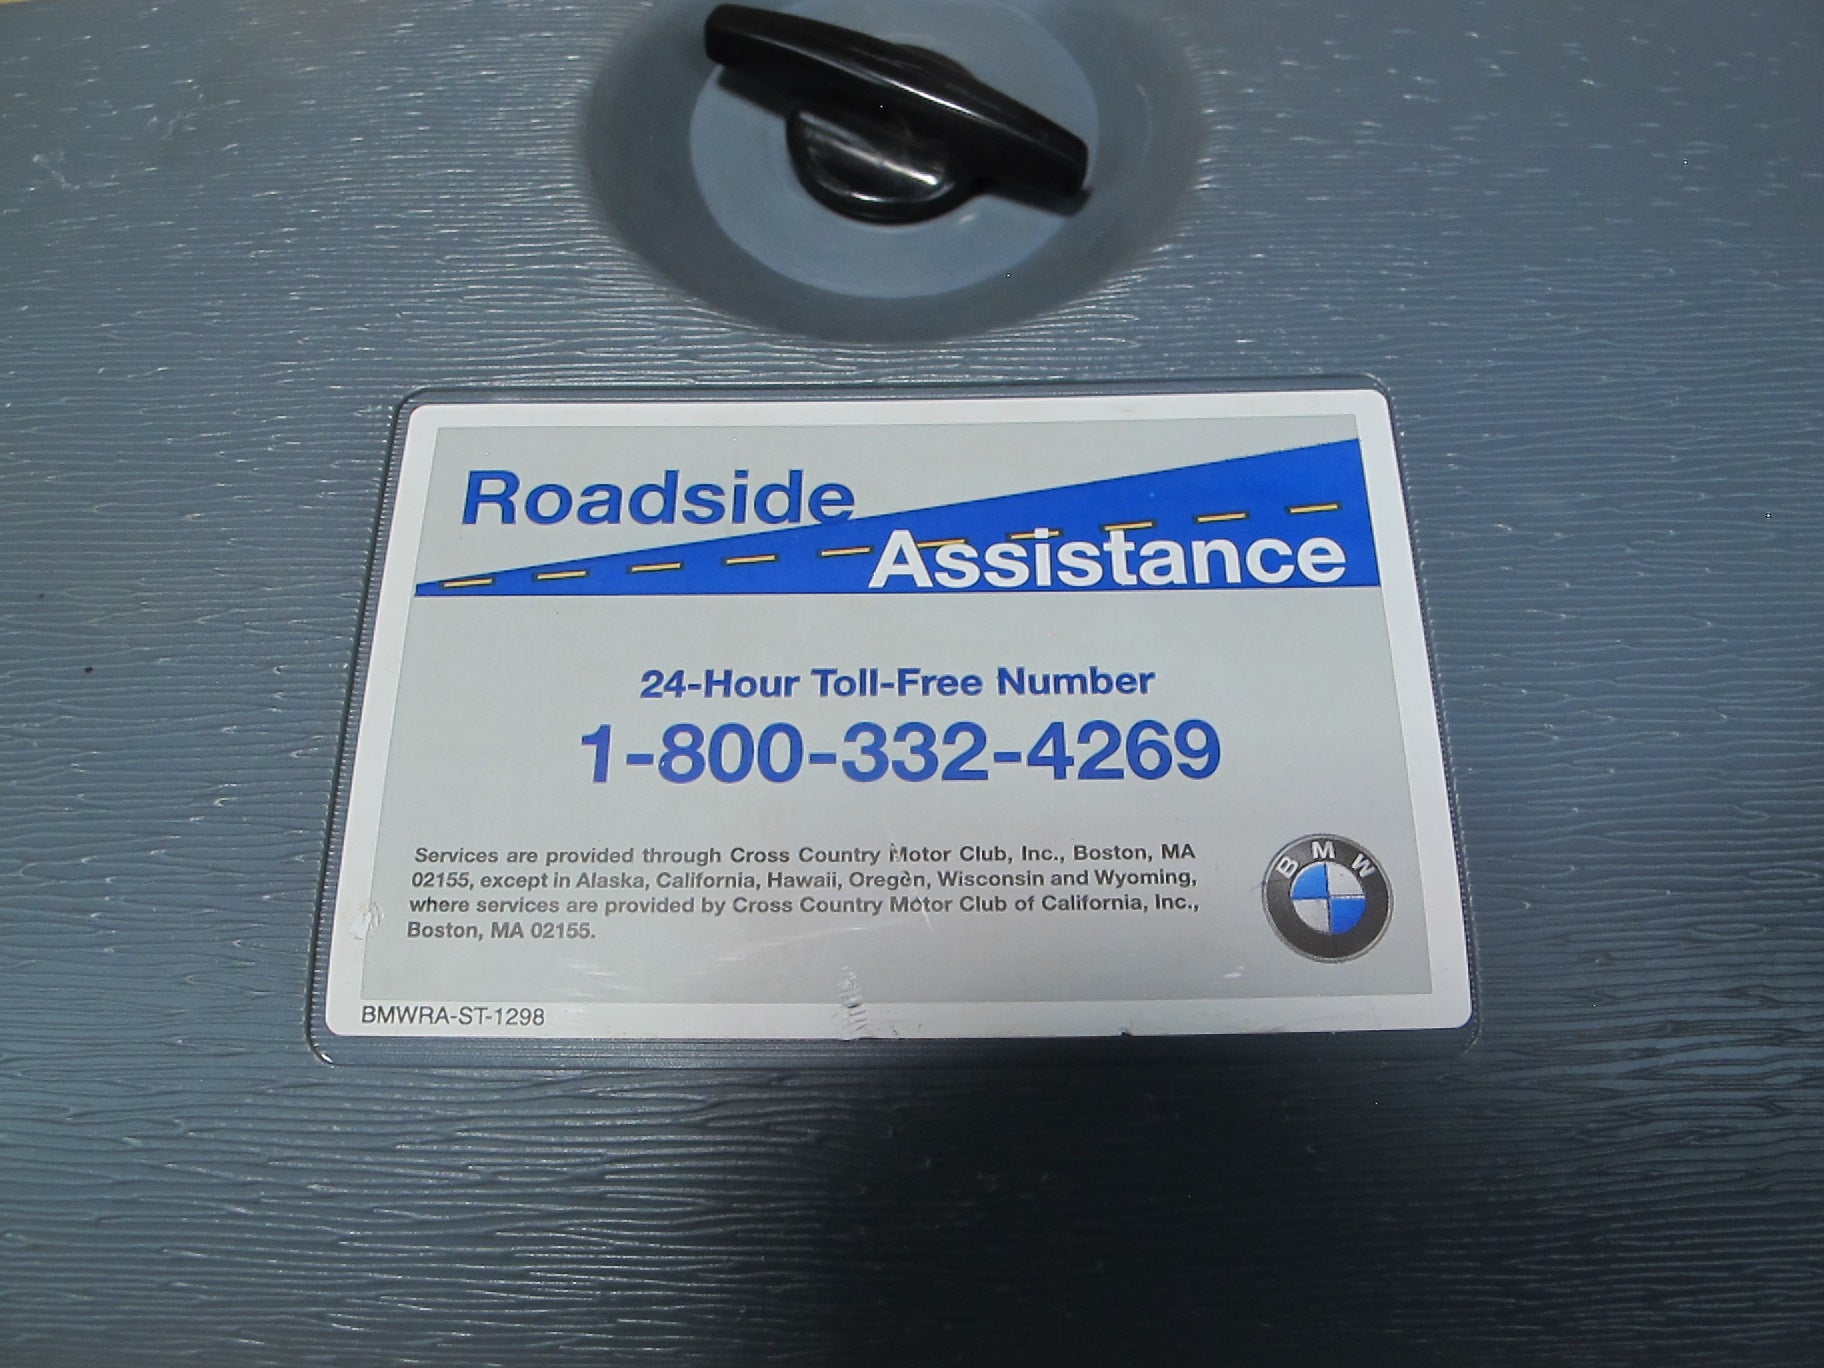 Roadside
Assistance
24-Hour Toll-Free Number
1-800-332-4269
Services are provided through Cross Country Motor Club, Inc., Boston, MA
02155, except in Alaska, California, Hawaii, Oregon, Wisconsin and Wyoming,
where services are provided by Cross Country Motor Club of California, Inc.,
Boston, MA 02155.
BMW
BMWRA-ST-1298